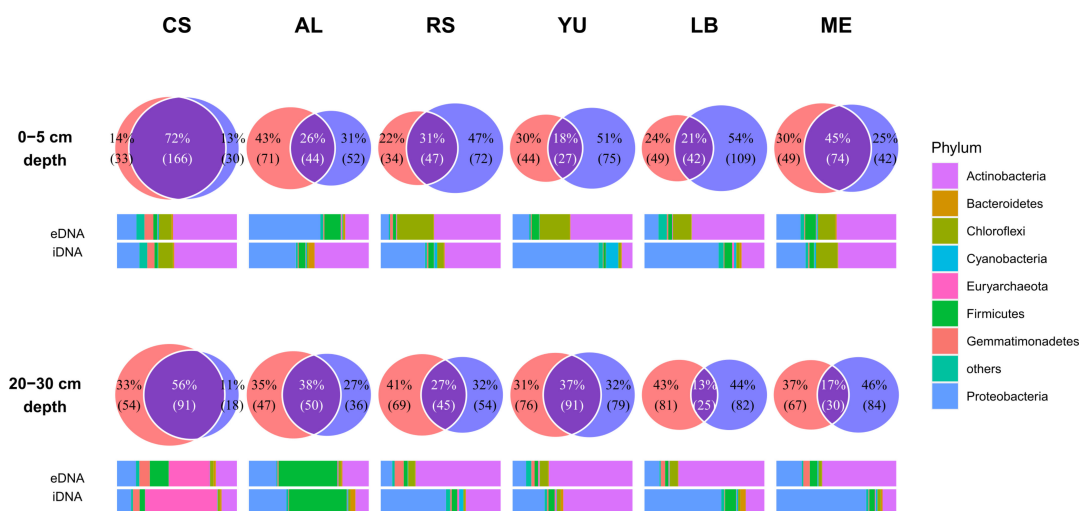 CS AL RS YU LB ME
0−5 cm
depth
14% 72% 13% 43% 26% 31% 22% 31% 47% 30% 18% 51% 24% 21% 54% 30% 45% 25%
(33) (166) (30) (71) (44) (52) (34) (47) (72) (44) (27) (75) (49) (42) (109) (49) (74) (42)
eDNA
iDNA
20−30 cm
depth
33% 56% 11% 35% 38% 27% 41% 27% 32% 31% 37% 32% 43% 13% 44% 37% 17% 46%
(54) (91) (18) (47) (50) (36) (69) (45) (54) (76) (91) (79) (81) (25) (82) (67) (30) (84)
eDNA
iDNA
Phylum
Actinobacteria
Bacteroidetes
Chloroflexi
Cyanobacteria
Euryarchaeota
Firmicutes
Gemmatimonadetes
others
Proteobacteria